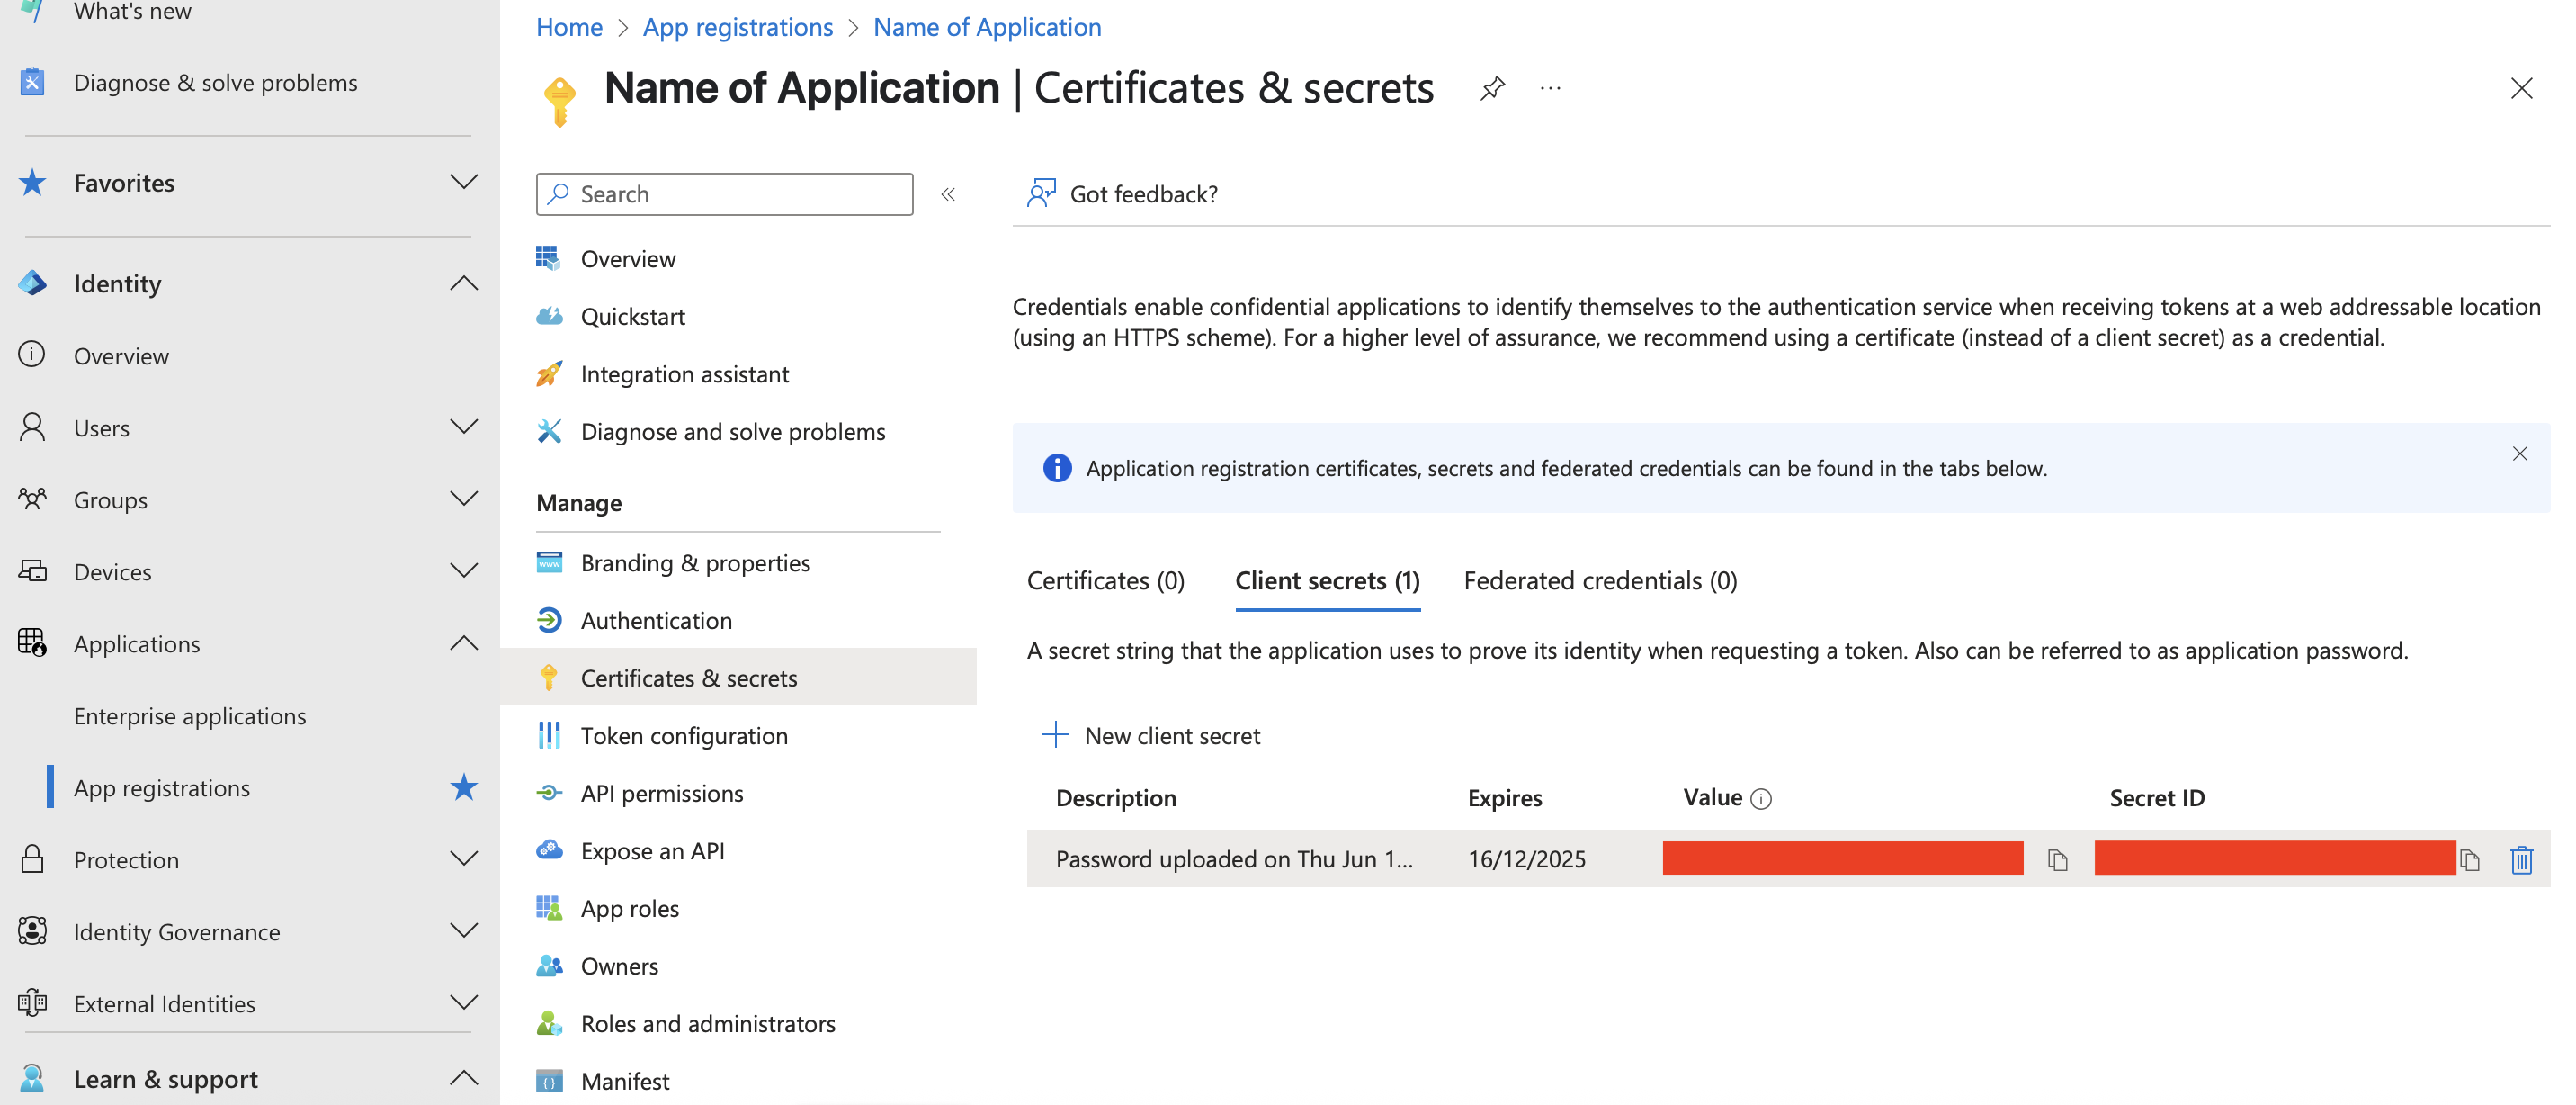 What's new
Diagnose & solve problems
Favorites
Identity
Overview
Users
Groups
Devices
Applications
Enterprise applications
App registrations
Protection
Identity Governance
External Identities
Learn & support
Home > App registrations > Name of Application
Name of Application | Certificates & secrets
Search
Overview
Quickstart
Integration assistant
Diagnose and solve problems
Manage
Branding & properties
Authentication
Certificates & secrets
Token configuration
API permissions
Expose an API
App roles
Owners
Roles and administrators
Manifest
Got feedback?
Credentials enable confidential applications to identify themselves to the authentication service when receiving tokens at a web addressable location
(using an HTTPS scheme). For a higher level of assurance, we recommend using a certificate (instead of a client secret) as a credential.
Application registration certificates, secrets and federated credentials can be found in the tabs below.
Certificates (0) Client secrets (1) Federated credentials (0)
A secret string that the application uses to prove its identity when requesting a token. Also can be referred to as application password.
New client secret
Description Expires Value Secret ID
Password uploaded on Thu Jun 1... 16/12/2025